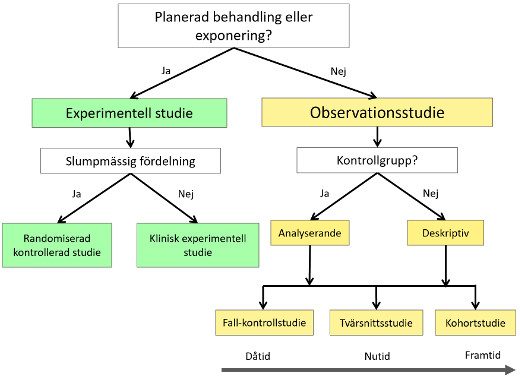 Planerad behandling eller
exponering?
Ja
Nej
Experimentell studie
Observationsstudie
Slumpmässig fördelning
Kontrollgrupp?
Ja
Nej
Ja
Nej
Randomiserad
kontrollerad studie
Klinisk experimentell
studie
Analyserande
Deskriptiv
Fall-kontrollstudie
Tvärsnittsstudie
Kohortstudie
Dåtid
Nutid
Framtid